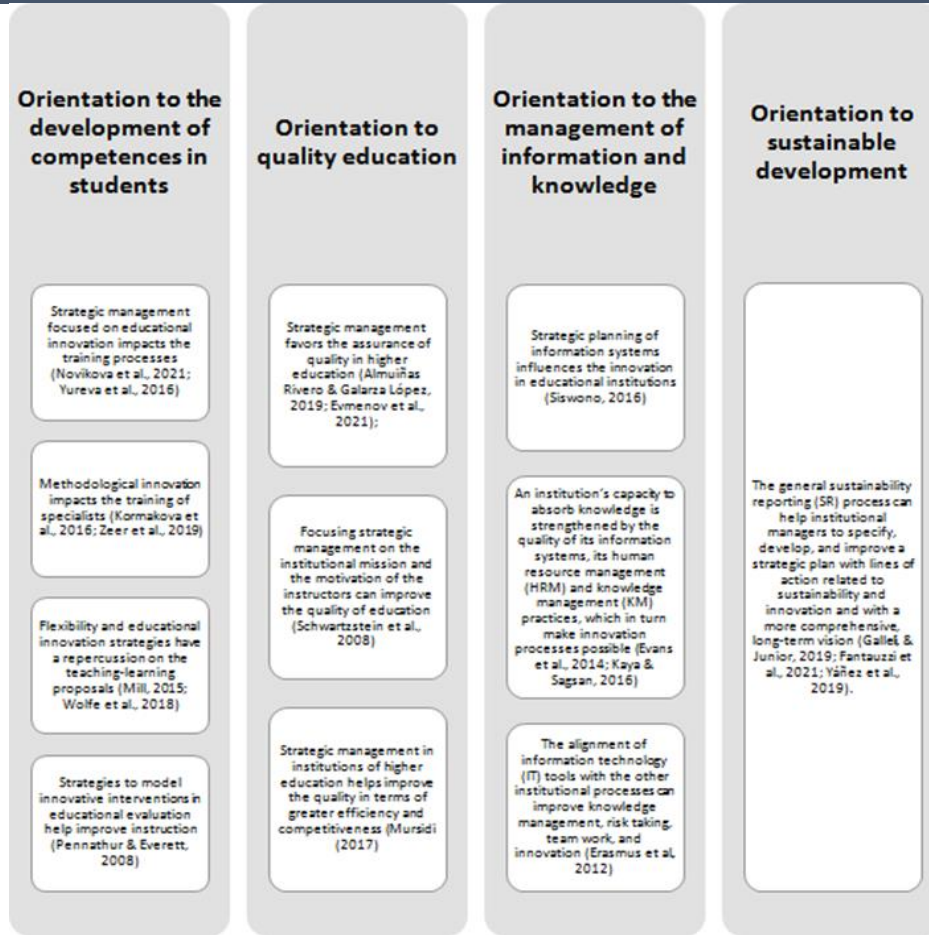 Orientation to the
development of
competences in
students
Strategic management
focused on educational
innovation impacts the
training processes
(Novikova et al., 2021;
Yureva et al., 2016)
Methodological innovation
impacts the training of
specialists (Kormakova et
al., 2016; Zeer et al., 2019)
Flexibility and educational
innovation strategies have
a repercussion on the
teaching-learning
proposals (Mill, 2015;
Wolfe et al., 2018)
Strategies to model
innovative interventions in
educational evaluation
help improve instruction
(Pennathur & Everett,
2008)
Orientation to
quality education
Strategic management
favors the assurance of
quality in higher
education (Almuiñas
Rivero & Galarza López,
2019; Evmenov et al.,
2021);
Focusing strategic
management on the
institutional mission and
the motivation of the
instructors can improve
the quality of education
(Schwartzstein et al.,
2008)
Strategic management in
institutions of higher
education helps improve
the quality in terms of
greater efficiency and
competitiveness (Mursidi
(2017)
Orientation to the
management of
information and
knowledge
Strategic planning of
information systems
influences the innovation
in educational institutions
(Siswono, 2016)
An institution's capacity to
absorb knowledge is
strengthened by the
quality of its information
systems, its human
resource management
(HRM) and knowledge
management (KM)
practices, which in turn
make innovation
processes possible (Evans
et al., 2014; Kaya &
Sagsan, 2016)
The alignment of
information technology
(IT) tools with the other
institutional processes can
improve knowledge
management, risk taking,
team work, and
innovation (Erasmus et al,
2012)
Orientation to
sustainable
development
The general sustainability
reporting (SR) process can
help institutional
managers to specify,
develop, and improve a
strategic plan with lines of
action related to
sustainability and
innovation and with a
more comprehensive,
long-term vision (Galleli &
Junior, 2019; Fantauzzi et
al., 2021; Yáñez et al.,
2019).